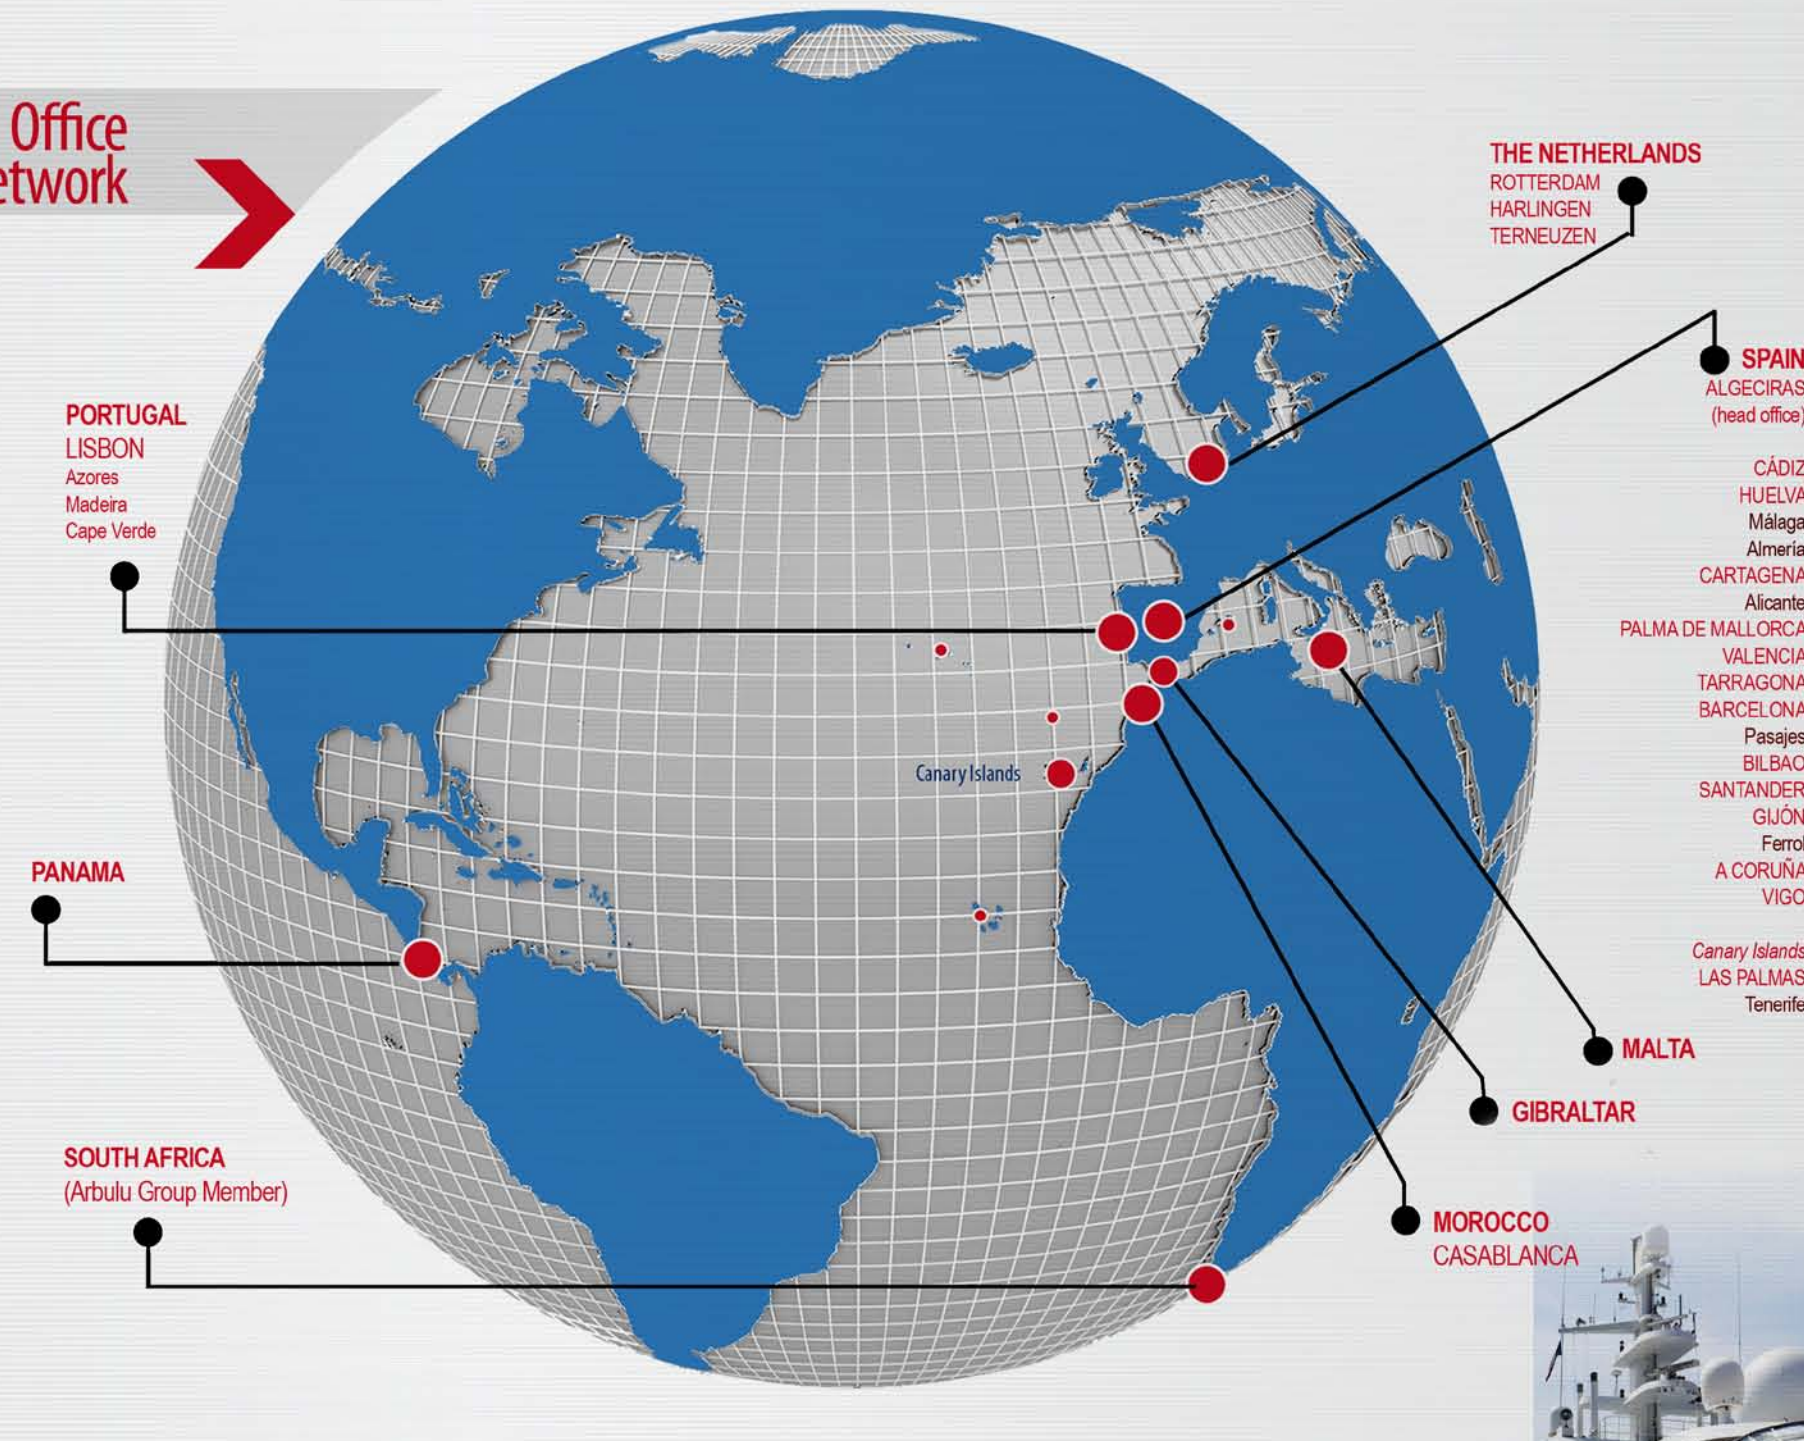 Office
etwork
THE NETHERLANDS
ROTTERDAM
HARLINGEN
TERNEUZEN
SPAIN
ALGECIRAS
(head office)
CÁDIZ
HUELVA
Málaga
Almería
CARTAGENA
Alicante
PALMA DE MALLORCA
VALENCIA
TARRAGONA
BARCELONA
Pasajes
BILBAO
SANTANDER
GIJÓN
Ferrol
A CORUÑA
VIGO
Canary Islands
LAS PALMAS
Tenerife
PORTUGAL
LISBON
Azores
Madeira
Cape Verde
Canary Islands
PANAMA
MALTA
GIBRALTAR
SOUTH AFRICA
(Arbulu Group Member)
MOROCCO
CASABLANCA